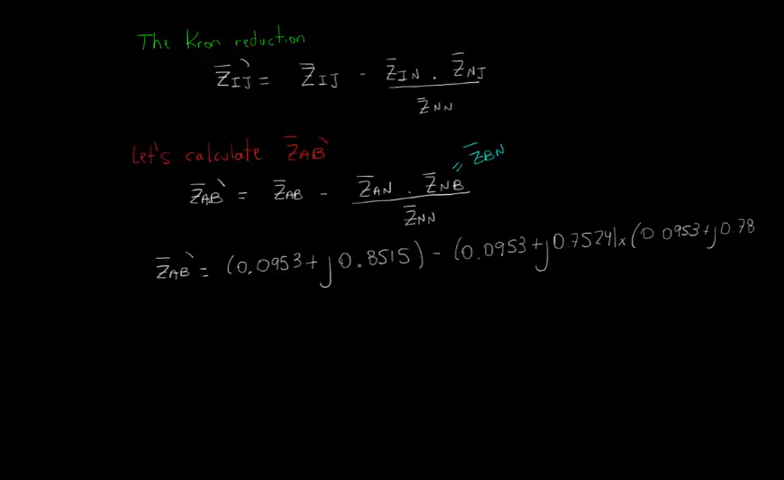 The Kron reduction
Z̄IJ` = Z̄IJ - Z̄IN . Z̄NJ
Z̄NN
Let's calculate Z̄AB`
= Z̄BN
Z̄AB` = Z̄AB - Z̄AN . Z̄NB
Z̄NN
Z̄AB` = (0.0953+j0.8515) - (0.0953+j0.7524)x(0.0953+j0.78